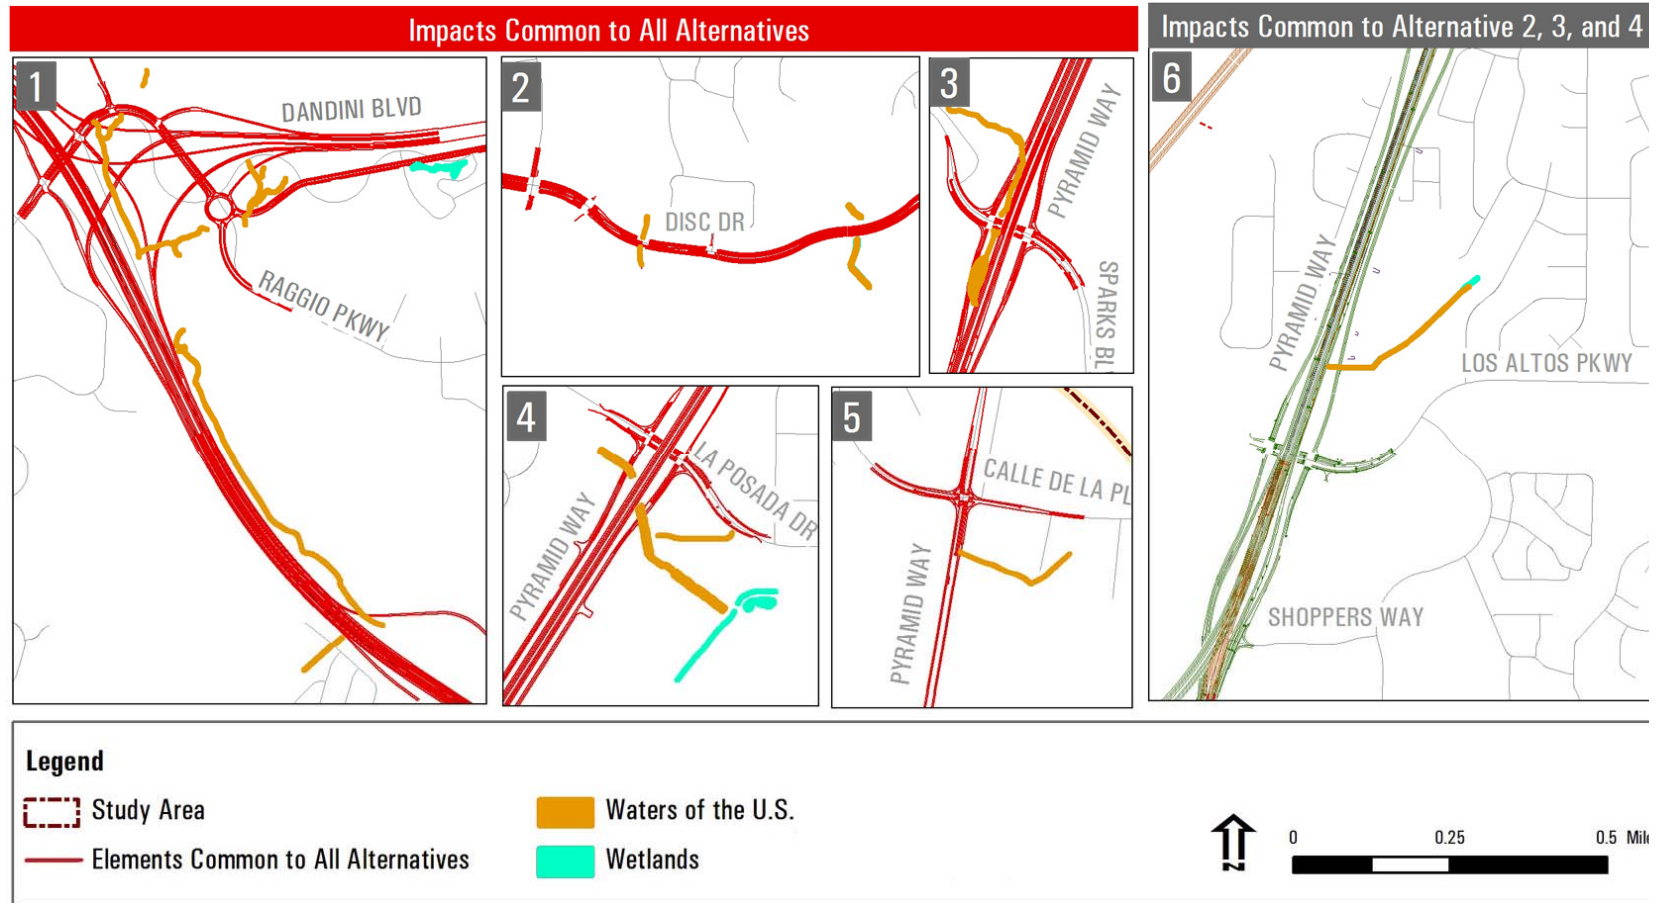 Impacts Common to All Alternatives
Impacts Common to Alternative 2, 3, and 4
1
DANDINI BLVD
RAGGIO PKWY
2
DISC DR
3
PYRAMID WAY
SPARKS BL
4
LA POSADA DR
PYRAMID WAY
5
CALLE DE LA PL
PYRAMID WAY
6
PYRAMID WAY
LOS ALTOS PKWY
SHOPPERS WAY
Legend
Study Area
Elements Common to All Alternatives
Waters of the U.S.
Wetlands
N
0 0.25 0.5 Mile